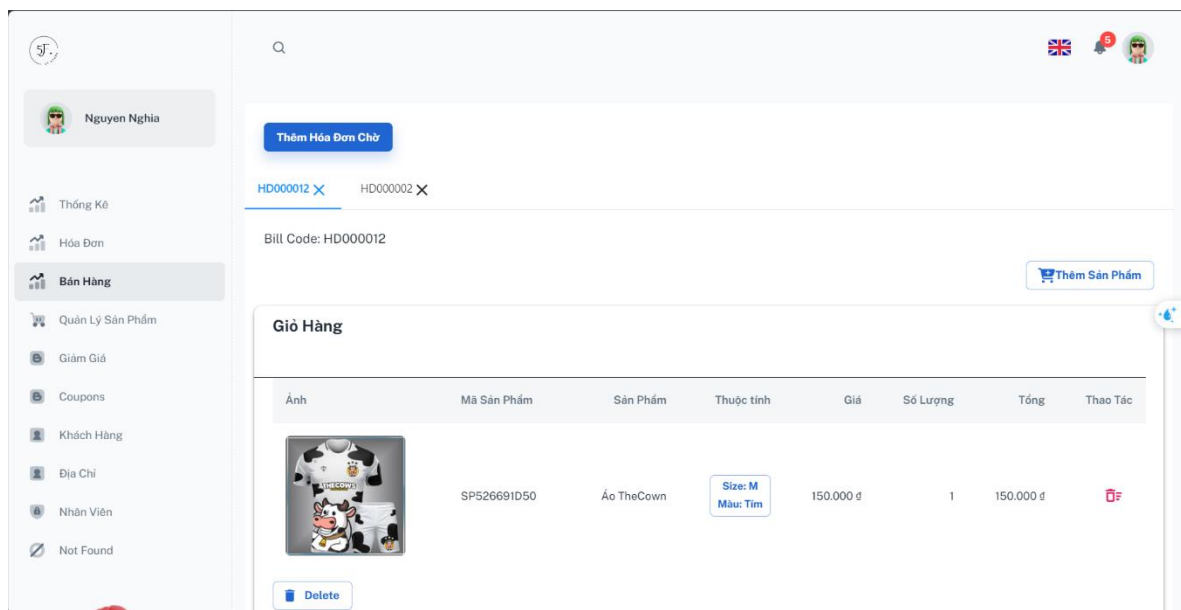 5F.
5
Nguyen Nghia
Thống Kê
Hóa Đơn
Bán Hàng
Quản Lý Sản Phẩm
Giảm Giá
Coupons
Khách Hàng
Địa Chỉ
Nhân Viên
Not Found
Thêm Hóa Đơn Chờ
HD000012 HD000002
Bill Code: HD000012
Thêm Sản Phẩm
Giỏ Hàng
Ảnh Mã Sản Phẩm Sản Phẩm Thuộc tính Giá Số Lượng Tổng Thao Tác
THECOWS
SP526691D50 Áo TheCown Size: M Màu: Tím 150.000 ₫ 1 150.000 ₫
Delete